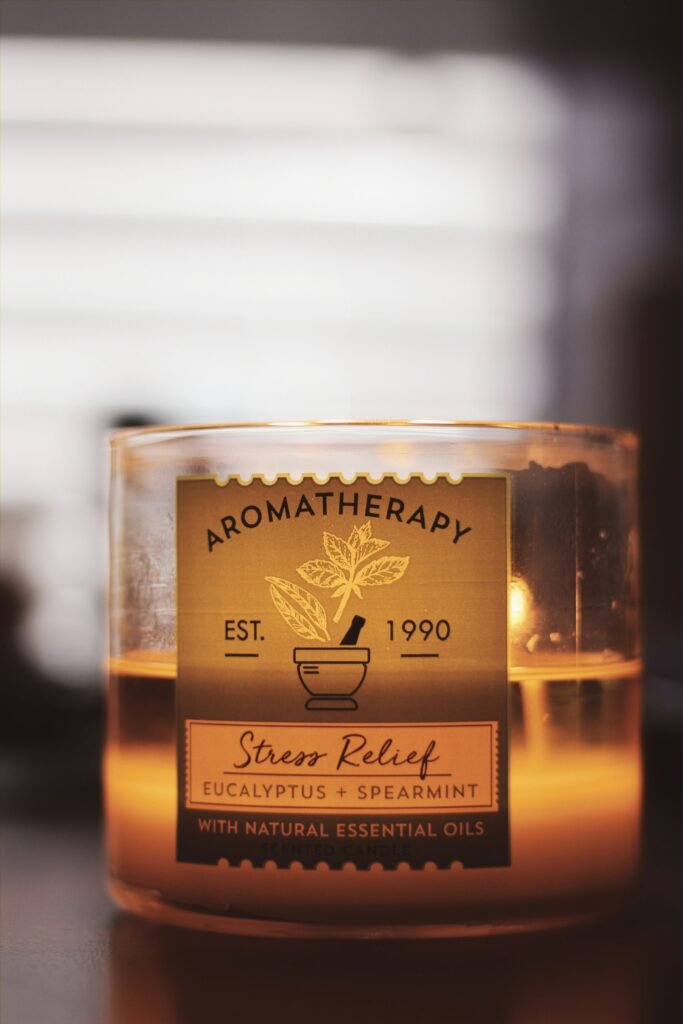 AROMATHERAPY
EST. 1990
Stress Relief
EUCALYPTUS + SPEARMINT
WITH NATURAL ESSENTIAL OILS
SCENTED CANDLE